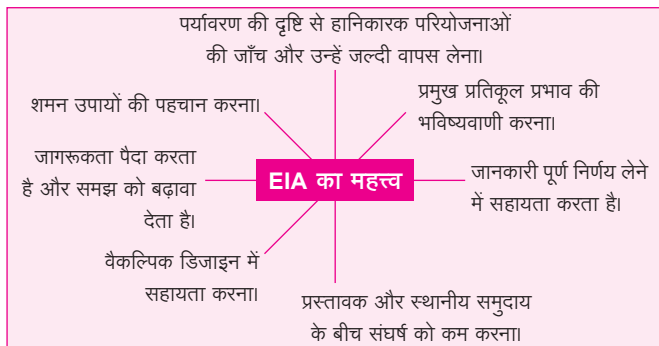 पर्यावरण की दृष्टि से हानिकारक परियोजनाओं
की जाँच और उन्हें जल्दी वापस लेना।
शमन उपायों की पहचान करना।
प्रमुख प्रतिकूल प्रभाव की
भविष्यवाणी करना।
जागरूकता पैदा करता
है और समझ को बढ़ावा
देता है।
EIA का महत्त्व
जानकारी पूर्ण निर्णय लेने
में सहायता करता है।
वैकल्पिक डिजाइन में
सहायता करना।
प्रस्तावक और स्थानीय समुदाय
के बीच संघर्ष को कम करना।